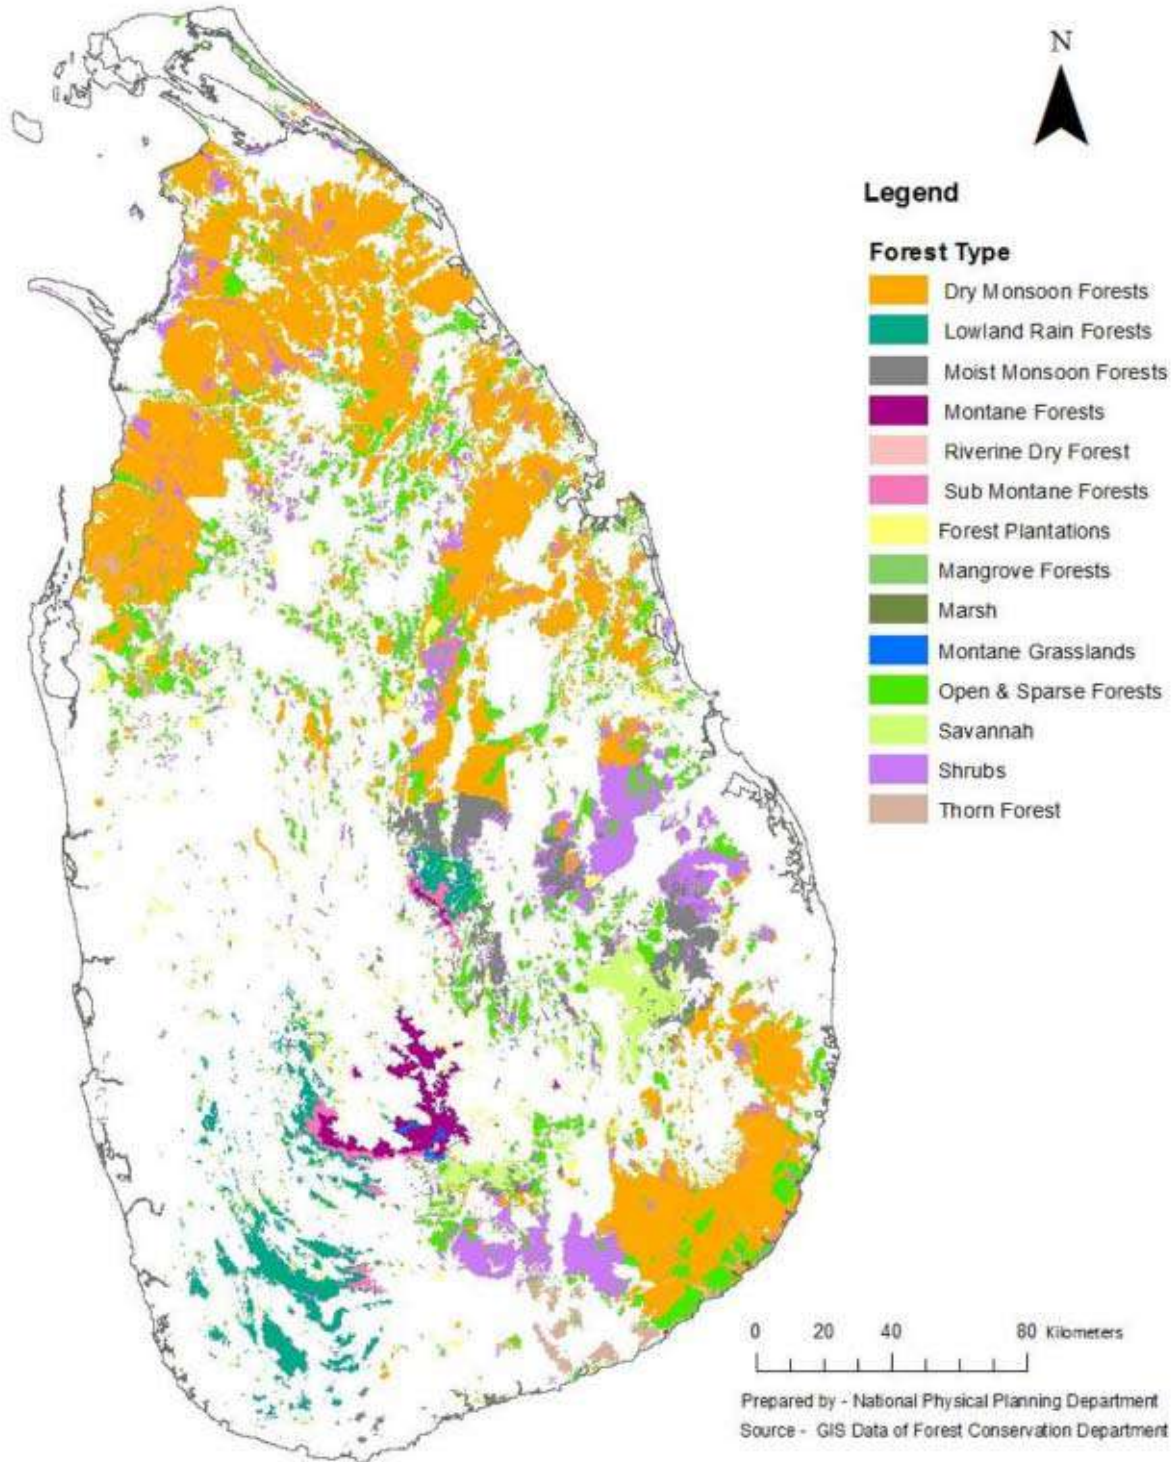 N
Legend
Forest Type
Dry Monsoon Forests
Lowland Rain Forests
Moist Monsoon Forests
Montane Forests
Riverine Dry Forest
Sub Montane Forests
Forest Plantations
Mangrove Forests
Marsh
Montane Grasslands
Open & Sparse Forests
Savannah
Shrubs
Thorn Forest
0 20 40 80 Kilometers
Prepared by - National Physical Planning Department
Source - GIS Data of Forest Conservation Department